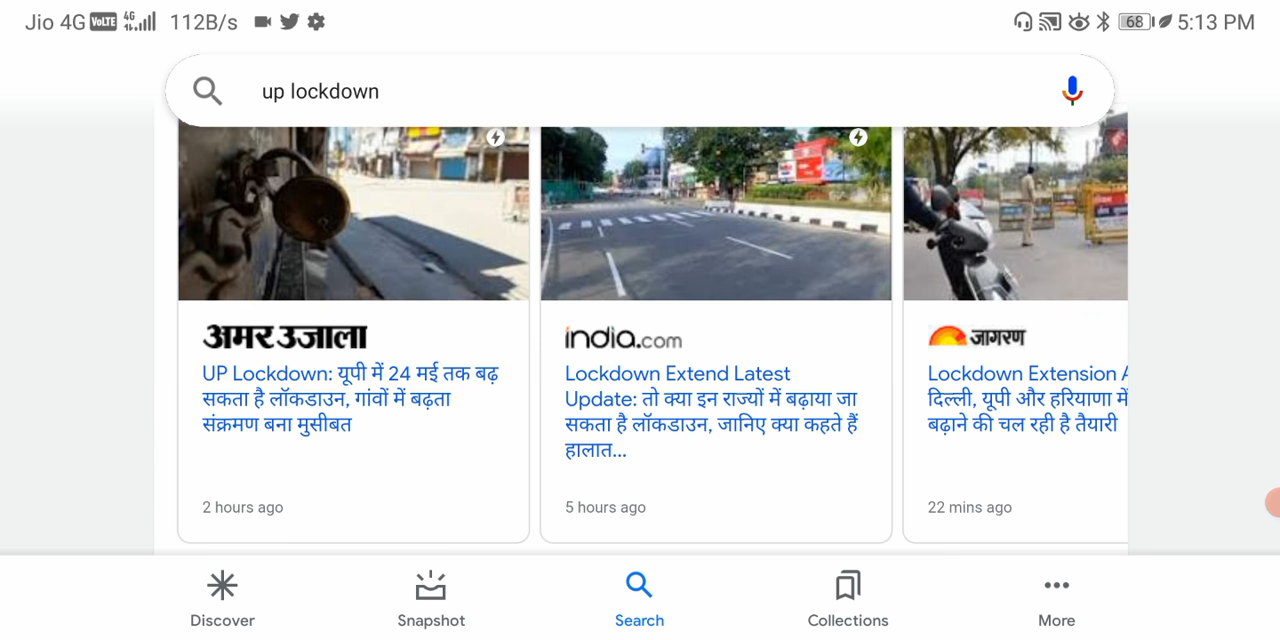 Jio 4G VoLTE 4G 112B/s 68 5:13 PM
up lockdown
अमर उजाला
UP Lockdown: यूपी में 24 मई तक बढ़
सकता है लॉकडाउन, गांवों में बढ़ता
संक्रमण बना मुसीबत
2 hours ago
india.com
Lockdown Extend Latest
Update: तो क्या इन राज्यों में बढ़ाया जा
सकता है लॉकडाउन, जानिए क्या कहते हैं
हालात...
5 hours ago
जागरण
Lockdown Extension A
दिल्ली, यूपी और हरियाणा में
बढ़ाने की चल रही है तैयारी
22 mins ago
Discover
Snapshot
Search
Collections
More